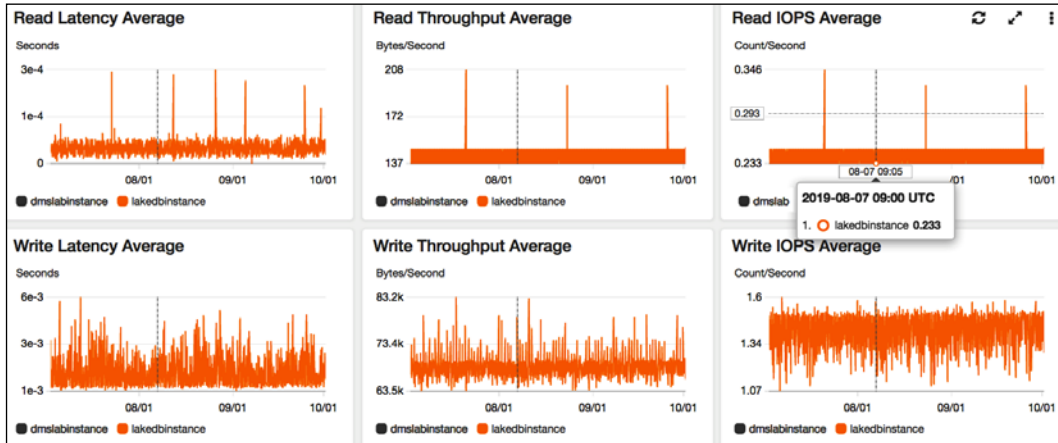 Read Latency Average
Seconds
3e-4
1e-4
0
08/01 09/01 10/01
dmslabinstance lakedbinstance
Read Throughput Average
Bytes/Second
208
172
137
08/01 09/01 10/01
dmslabinstance lakedbinstance
Read IOPS Average
Count/Second
0.346
0.293
0.233
08/01 09/01 10/01
08-07 09:05
dmslab
2019-08-07 09:00 UTC
1. lakedbinstance 0.233
Write Latency Average
Seconds
6e-3
3e-3
1e-3
08/01 09/01 10/01
dmslabinstance lakedbinstance
Write Throughput Average
Bytes/Second
83.2k
73.4k
63.5k
08/01 09/01 10/01
dmslabinstance lakedbinstance
Write IOPS Average
Count/Second
1.6
1.34
1.07
08/01 09/01 10/01
dmslabinstance lakedbinstance